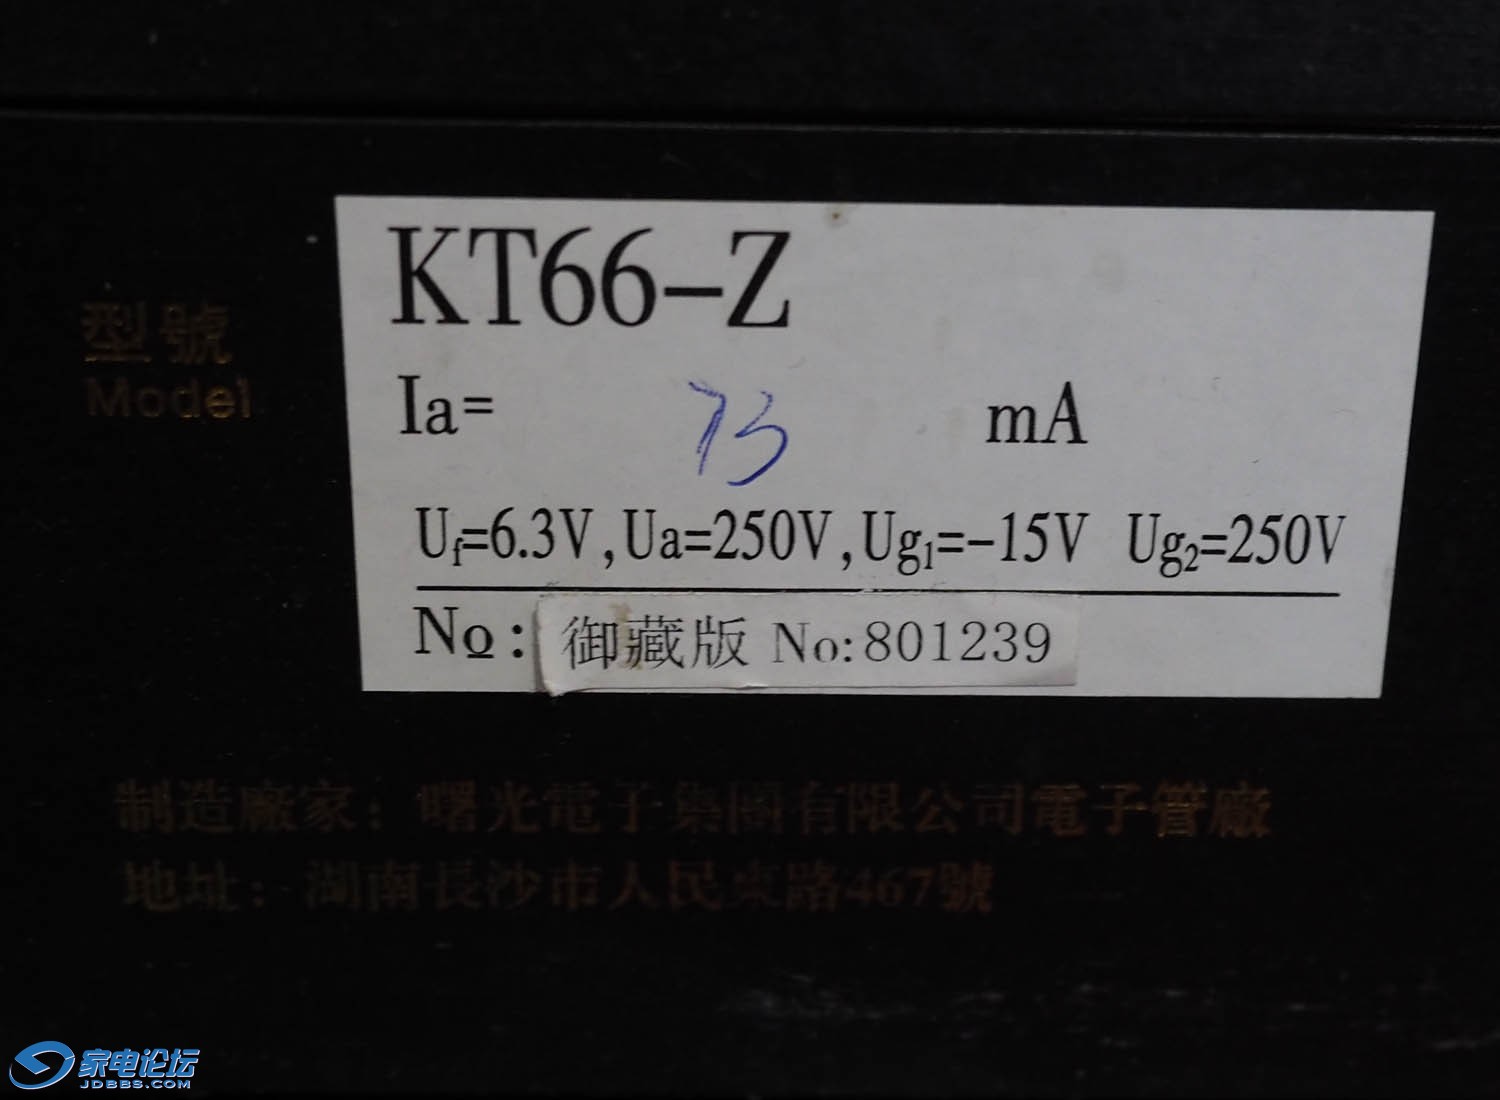 KT66-Z
型號
Model
Ia= 73 mA
Uf=6.3V,Ua=250V,Ug1=-15V Ug2=250V
No: 御藏版 No:801239
制造廠家：曙光電子集團有限公司電子管廠
地址：湖南長沙市人民東路467號
家电论坛
JDBBS.COM